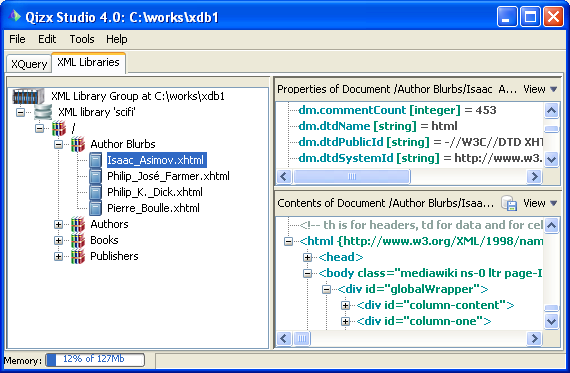 Qizx Studio 4.0: C:\works\xdb1
File Edit Tools Help
XQuery XML Libraries
XML Library Group at C:\works\xdb1
XML library 'scifi'
/
Author Blurbs
Isaac_Asimov.xhtml
Philip_José_Farmer.xhtml
Philip_K._Dick.xhtml
Pierre_Boulle.xhtml
Authors
Books
Publishers
Properties of Document /Author Blurbs/Isaac_A... View
dm.commentCount [integer] = 453
dm.dtdName [string] = html
dm.dtdPublicId [string] = -//W3C//DTD XHT
dm.dtdSystemId [string] = http://www.w3.
Contents of Document /Author Blurbs/Isaa... View
<!-- th is for headers, td for data and for cel
<html {http://www.w3.org/XML/1998/nam
<head>
<body class="mediawiki ns-0 ltr page-I
<div id="globalWrapper">
<div id="column-content">
<div id="column-one">
Memory: 12% of 127Mb